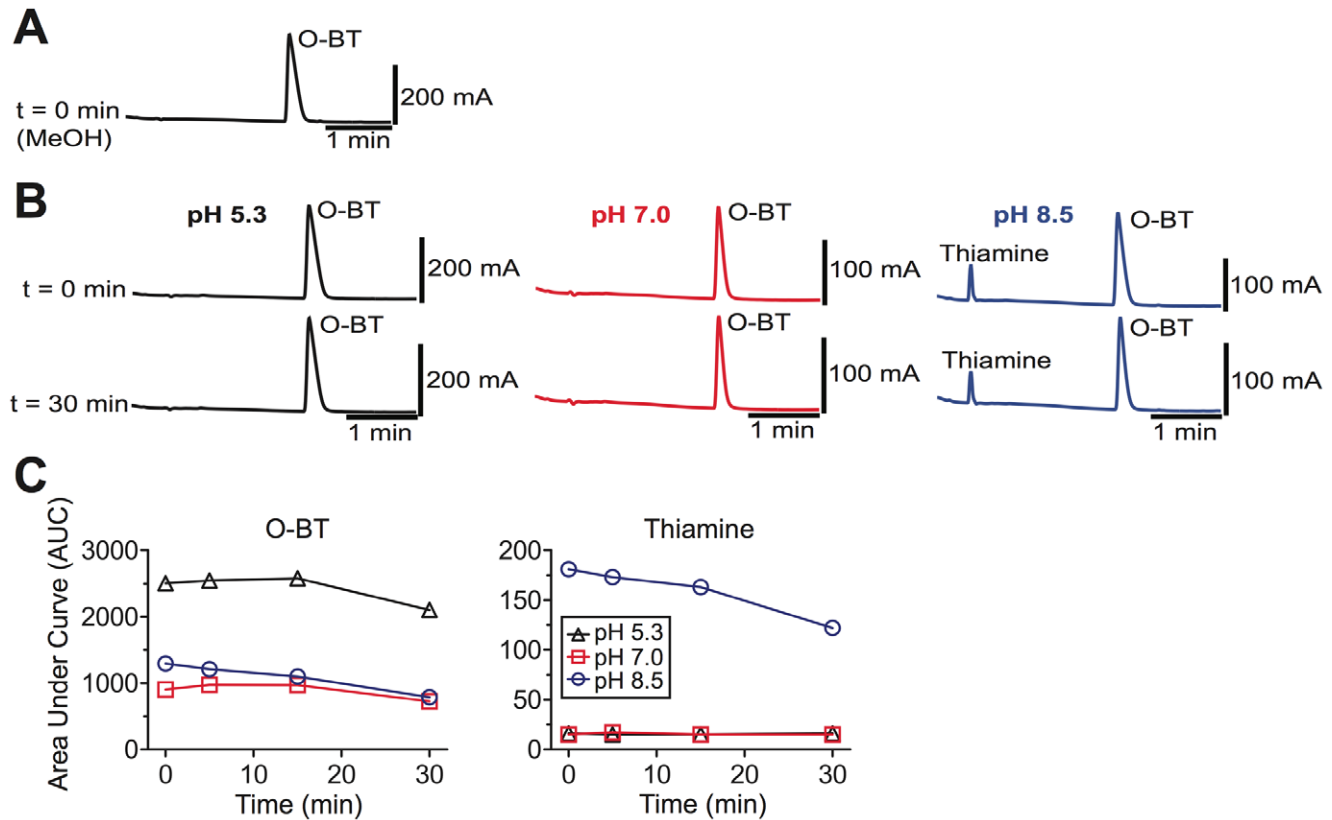 A
O-BT
t = 0 min
(MeOH)
200 mA
1 min
B
pH 5.3
O-BT
pH 7.0
O-BT
pH 8.5
O-BT
Thiamine
t = 0 min
200 mA
100 mA
100 mA
O-BT
O-BT
O-BT
Thiamine
t = 30 min
200 mA
100 mA
100 mA
1 min
1 min
1 min
C
Area Under Curve (AUC)
O-BT
3000
2000
1000
0
0
10
20
30
Time (min)
Thiamine
200
150
100
50
0
pH 5.3
pH 7.0
pH 8.5
0
10
20
30
Time (min)